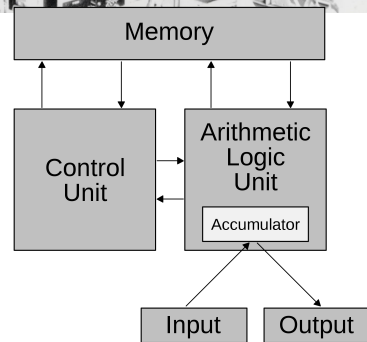 Memory
Control
Unit
Arithmetic
Logic
Unit
Accumulator
Input
Output